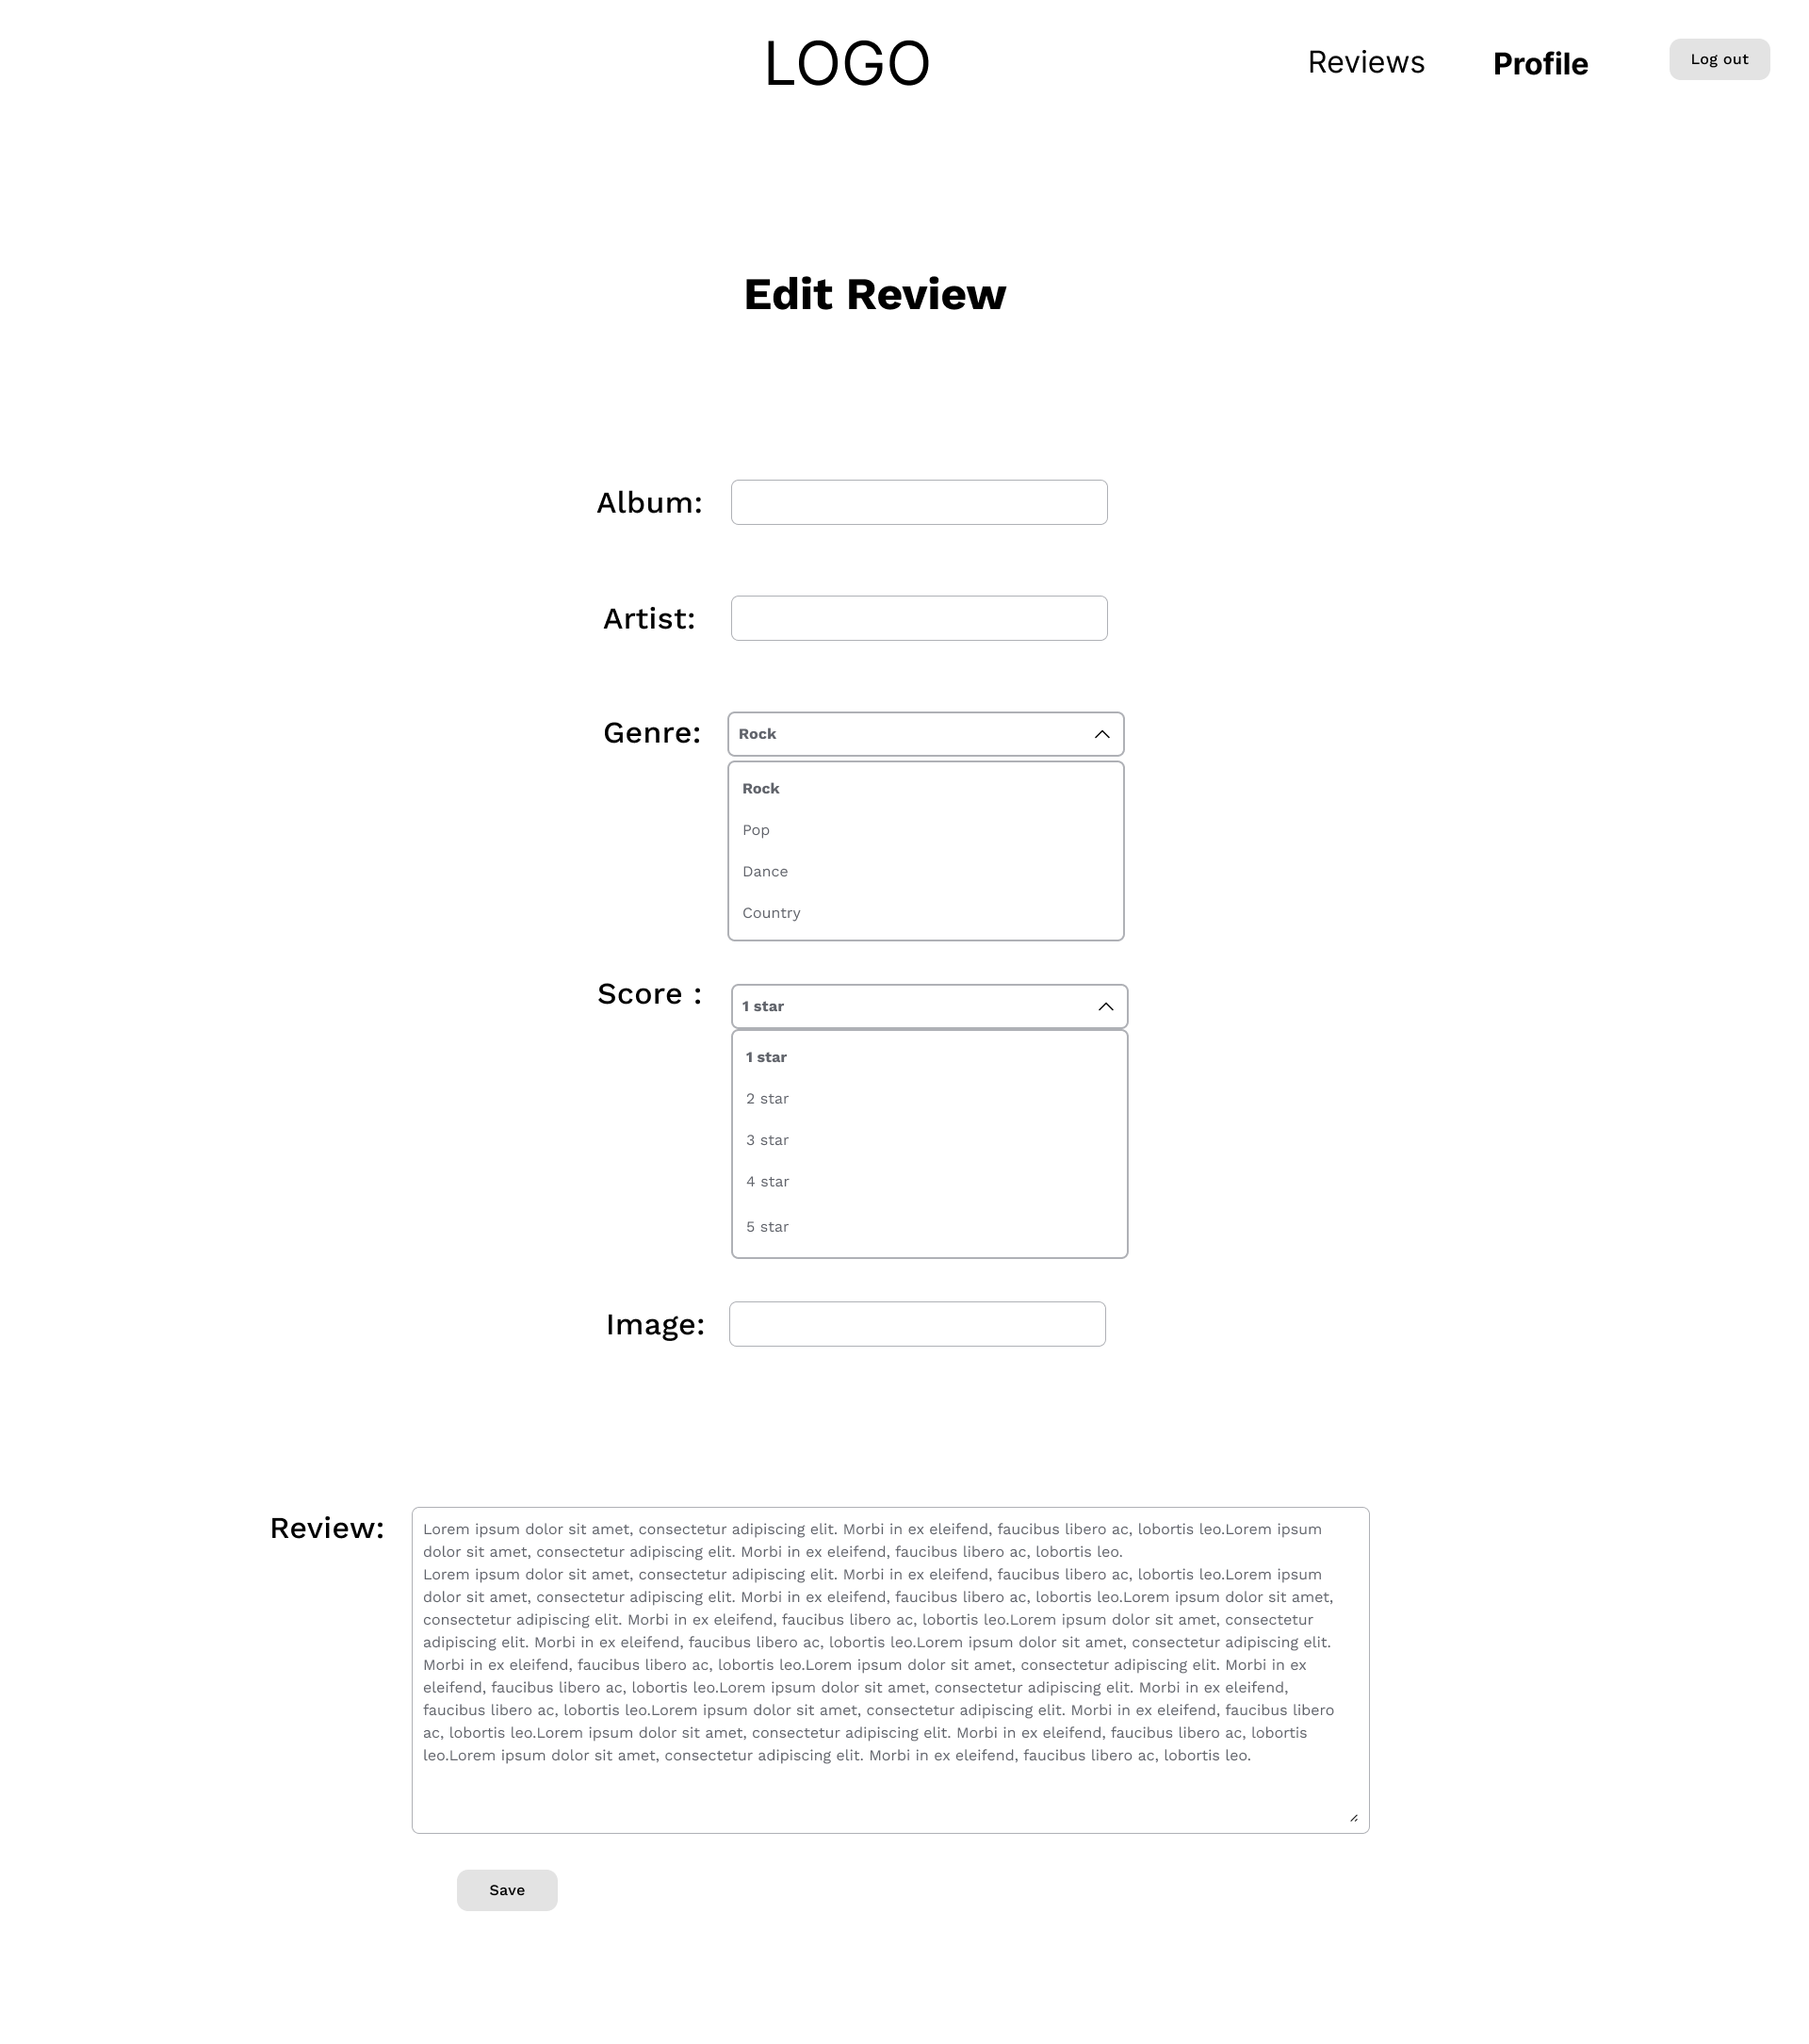 LOGO
Reviews
Profile
Log out
Edit Review
Album:
Artist:
Genre:
Rock
Rock
Pop
Dance
Country
Score :
1 star
1 star
2 star
3 star
4 star
5 star
Image:
Review:
Lorem ipsum dolor sit amet, consectetur adipiscing elit. Morbi in ex eleifend, faucibus libero ac, lobortis leo.Lorem ipsum
dolor sit amet, consectetur adipiscing elit. Morbi in ex eleifend, faucibus libero ac, lobortis leo.
Lorem ipsum dolor sit amet, consectetur adipiscing elit. Morbi in ex eleifend, faucibus libero ac, lobortis leo.Lorem ipsum
dolor sit amet, consectetur adipiscing elit. Morbi in ex eleifend, faucibus libero ac, lobortis leo.Lorem ipsum dolor sit amet,
consectetur adipiscing elit. Morbi in ex eleifend, faucibus libero ac, lobortis leo.Lorem ipsum dolor sit amet, consectetur
adipiscing elit. Morbi in ex eleifend, faucibus libero ac, lobortis leo.Lorem ipsum dolor sit amet, consectetur adipiscing elit.
Morbi in ex eleifend, faucibus libero ac, lobortis leo.Lorem ipsum dolor sit amet, consectetur adipiscing elit. Morbi in ex
eleifend, faucibus libero ac, lobortis leo.Lorem ipsum dolor sit amet, consectetur adipiscing elit. Morbi in ex eleifend,
faucibus libero ac, lobortis leo.Lorem ipsum dolor sit amet, consectetur adipiscing elit. Morbi in ex eleifend, faucibus libero
ac, lobortis leo.Lorem ipsum dolor sit amet, consectetur adipiscing elit. Morbi in ex eleifend, faucibus libero ac, lobortis
leo.Lorem ipsum dolor sit amet, consectetur adipiscing elit. Morbi in ex eleifend, faucibus libero ac, lobortis leo.
Save